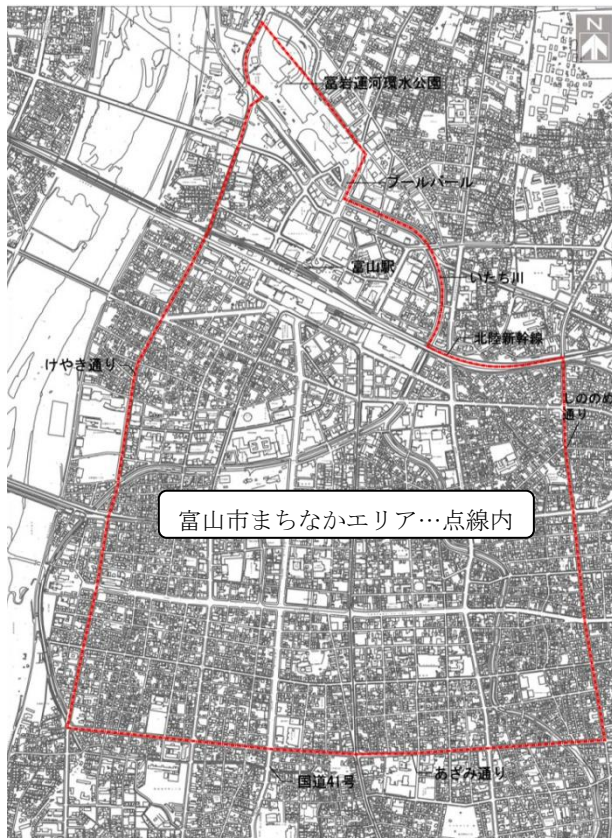 N
富岩運河環水公園
ブールバール
富山駅
いたち川
北陸新幹線
けやき通り
しののめ
通り
富山市まちなかエリア…点線内
国道41号
あざみ通り